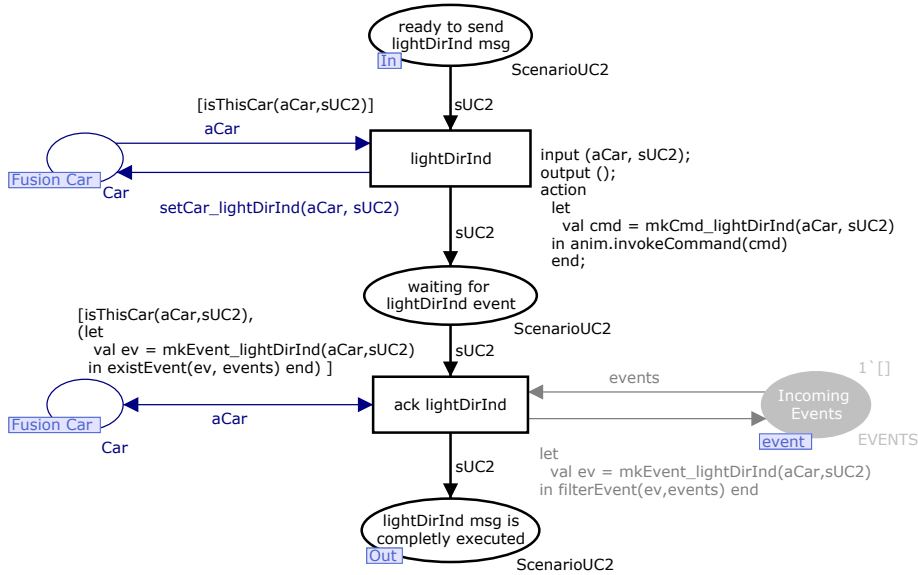 ready to send
lightDirInd msg
In
ScenarioUC2
sUC2
[isThisCar(aCar,sUC2)]
aCar
lightDirInd
Fusion Car
Car
setCar_lightDirInd(aCar, sUC2)
input (aCar, sUC2);
output ();
action
let
val cmd = mkCmd_lightDirInd(aCar, sUC2)
in anim.invokeCommand(cmd)
end;
sUC2
waiting for
lightDirInd event
ScenarioUC2
[isThisCar(aCar,sUC2),
(let
val ev = mkEvent_lightDirInd(aCar,sUC2)
in existEvent(ev, events) end) ]
sUC2
events
1`[]
Incoming
Events
event
EVENTS
ack lightDirInd
aCar
Fusion Car
Car
let
val ev = mkEvent_lightDirInd(aCar,sUC2)
in filterEvent(ev,events) end
sUC2
lightDirInd msg is
completly executed
Out
ScenarioUC2